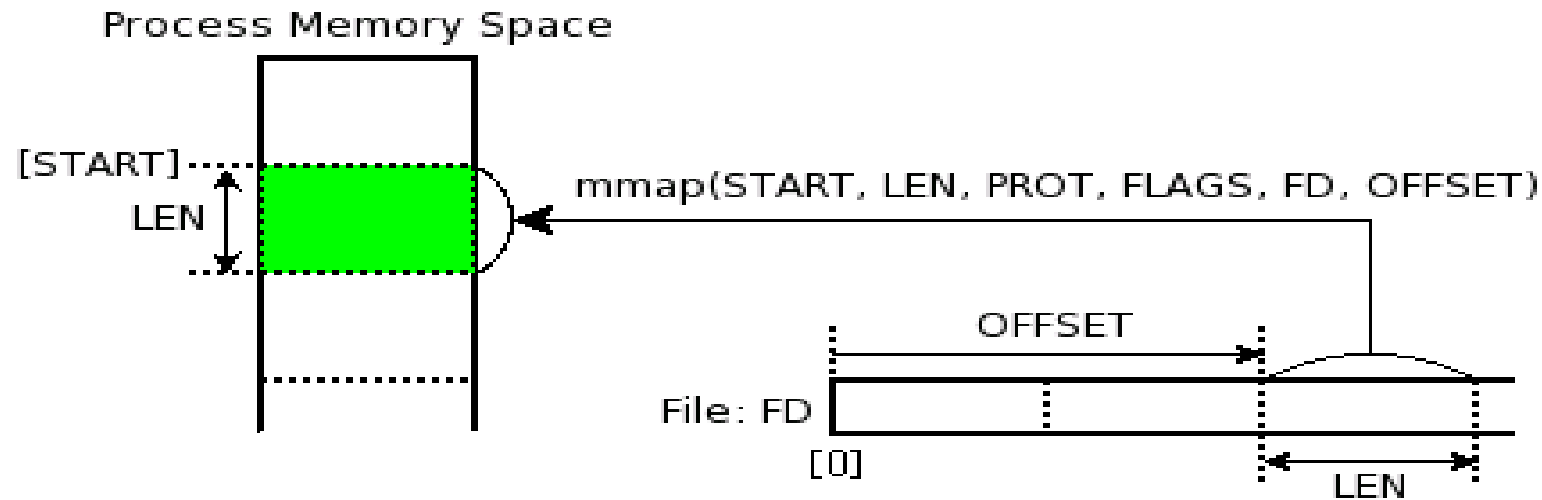 Process Memory Space
[START]
LEN
mmap(START, LEN, PROT, FLAGS, FD, OFFSET)
OFFSET
File: FD
[0]
LEN